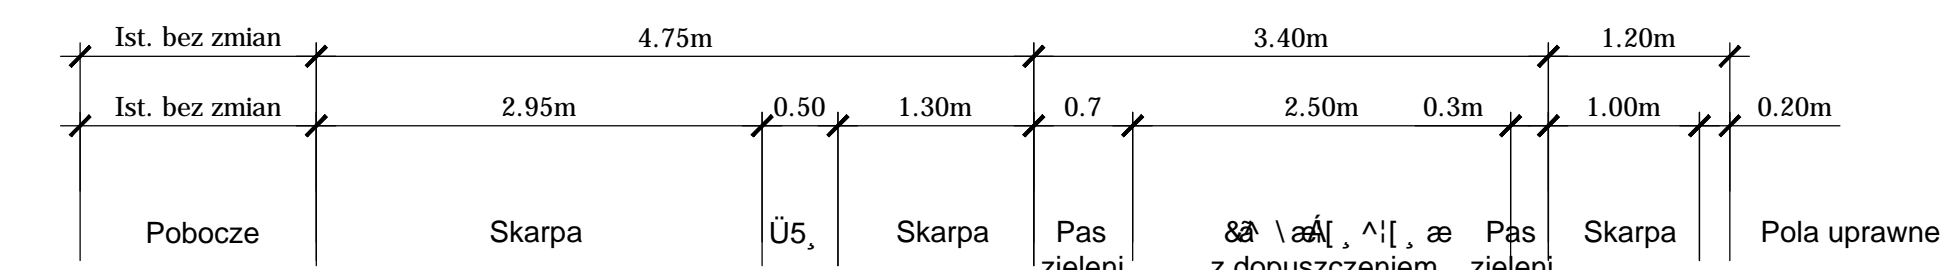 Ist. bez zmian 4.75m 3.40m 1.20m
Ist. bez zmian 2.95m 0.50 1.30m 0.7 2.50m 0.3m 1.00m 0.20m
Pobocze Skarpa Skarpa Pas Pas Skarpa Pola uprawne
zieleni z dopuszczeniem zieleni